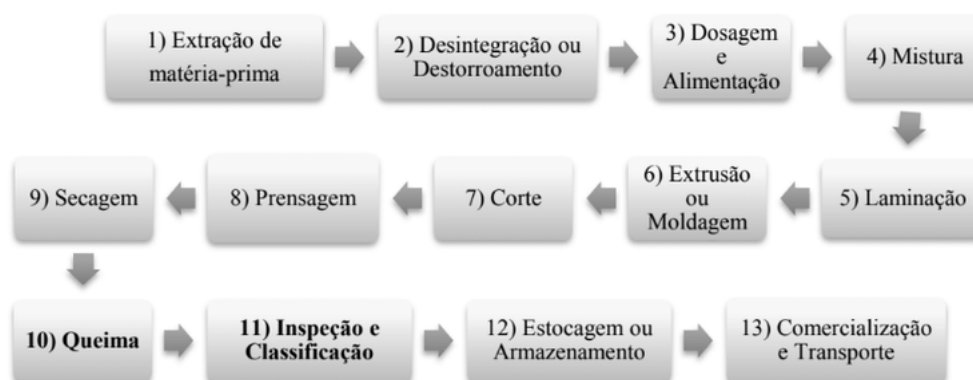 1) Extração de
matéria-prima
2) Desintegração ou
Destorroamento
3) Dosagem
e
Alimentação
4) Mistura
5) Laminação
6) Extrusão
ou
Moldagem
7) Corte
8) Prensagem
9) Secagem
10) Queima
11) Inspeção e
Classificação
12) Estocagem ou
Armazenamento
13) Comercialização
e Transporte